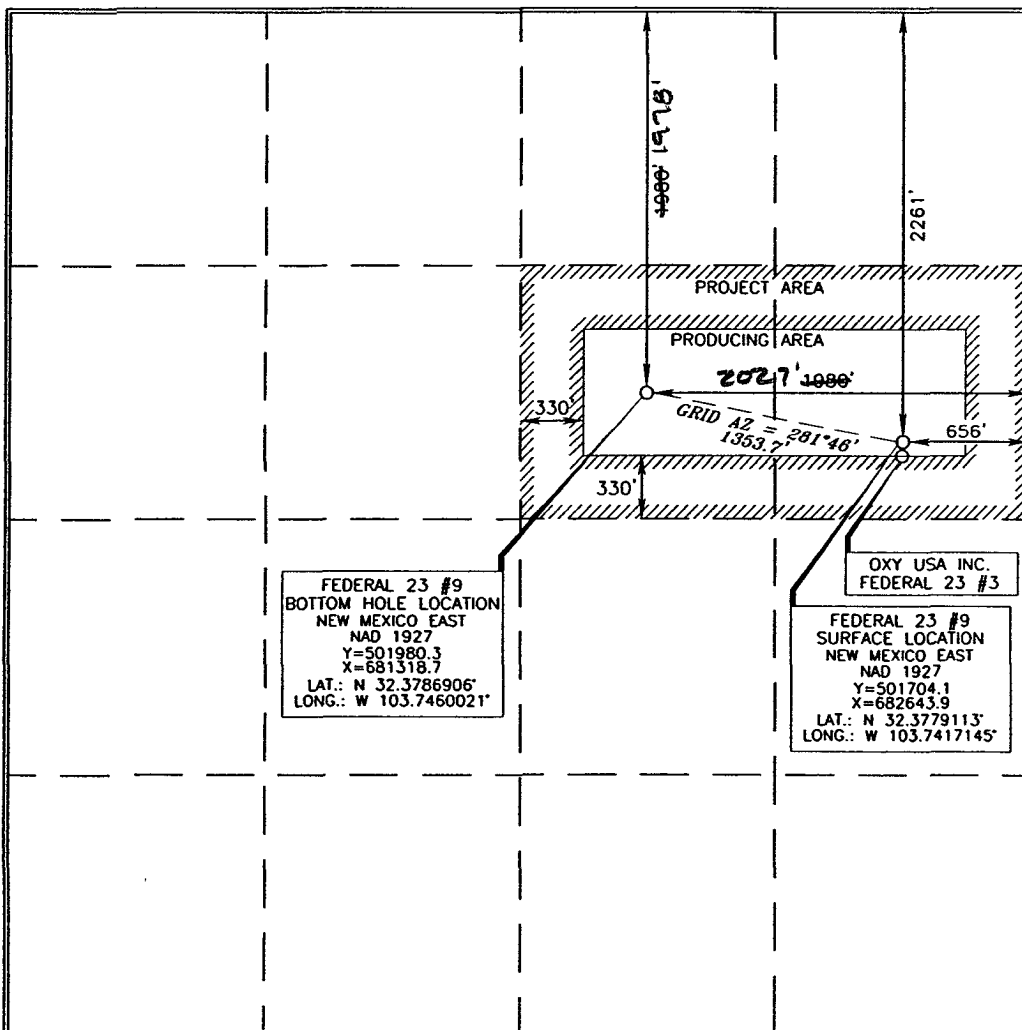 1980' 1978'
2261'
PROJECT AREA
PRODUCING AREA
2027' 1980'
330'
GRID AZ = 281°46'
1353.7'
656'
330'
OXY USA INC.
FEDERAL 23 #3
FEDERAL 23 #9
BOTTOM HOLE LOCATION
NEW MEXICO EAST
NAD 1927
Y=501980.3
X=681318.7
LAT.: N 32.3786906°
LONG.: W 103.7460021°
FEDERAL 23 #9
SURFACE LOCATION
NEW MEXICO EAST
NAD 1927
Y=501704.1
X=682643.9
LAT.: N 32.3779113°
LONG.: W 103.7417145°